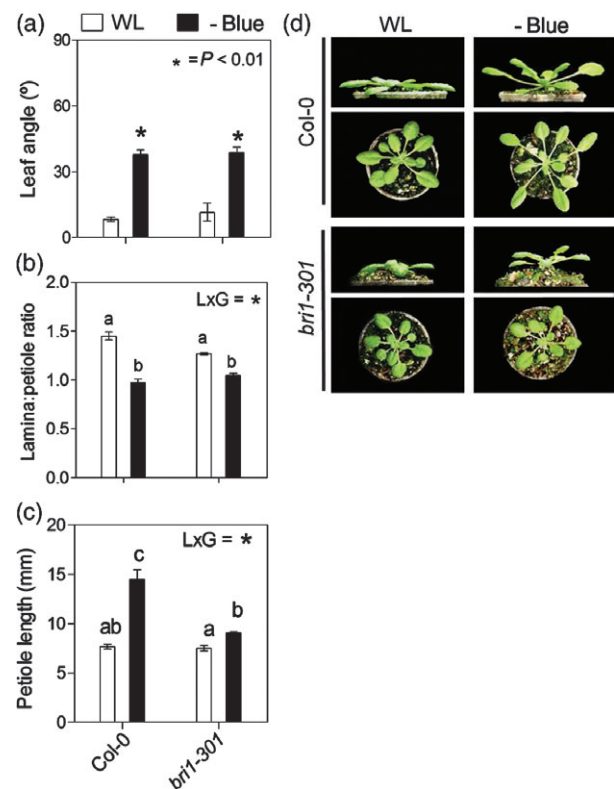 (a)
WL
- Blue
* = P < 0.01
Leaf angle (º)
90
60
30
0
*
*
(b)
Lamina:petiole ratio
2.0
1.5
1.0
0.5
0.0
LxG = *
a
b
a
b
(c)
Petiole length (mm)
20
15
10
5
0
LxG = *
ab
c
a
b
Col-0
bri1-301
(d)
WL
- Blue
Col-0
bri1-301